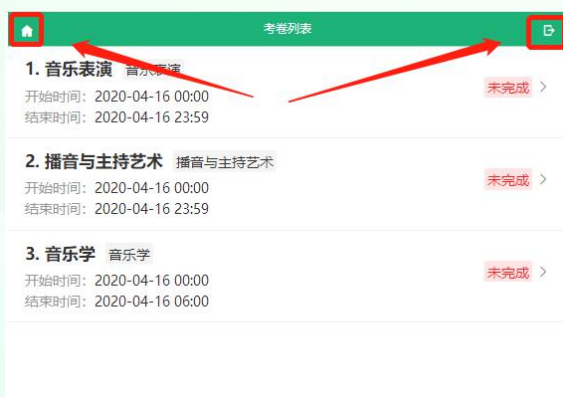 考卷列表
1. 音乐表演 音乐表演
开始时间：2020-04-16 00:00
结束时间：2020-04-16 23:59
未完成
2. 播音与主持艺术 播音与主持艺术
开始时间：2020-04-16 00:00
结束时间：2020-04-16 23:59
未完成
3. 音乐学 音乐学
开始时间：2020-04-16 00:00
结束时间：2020-04-16 06:00
未完成